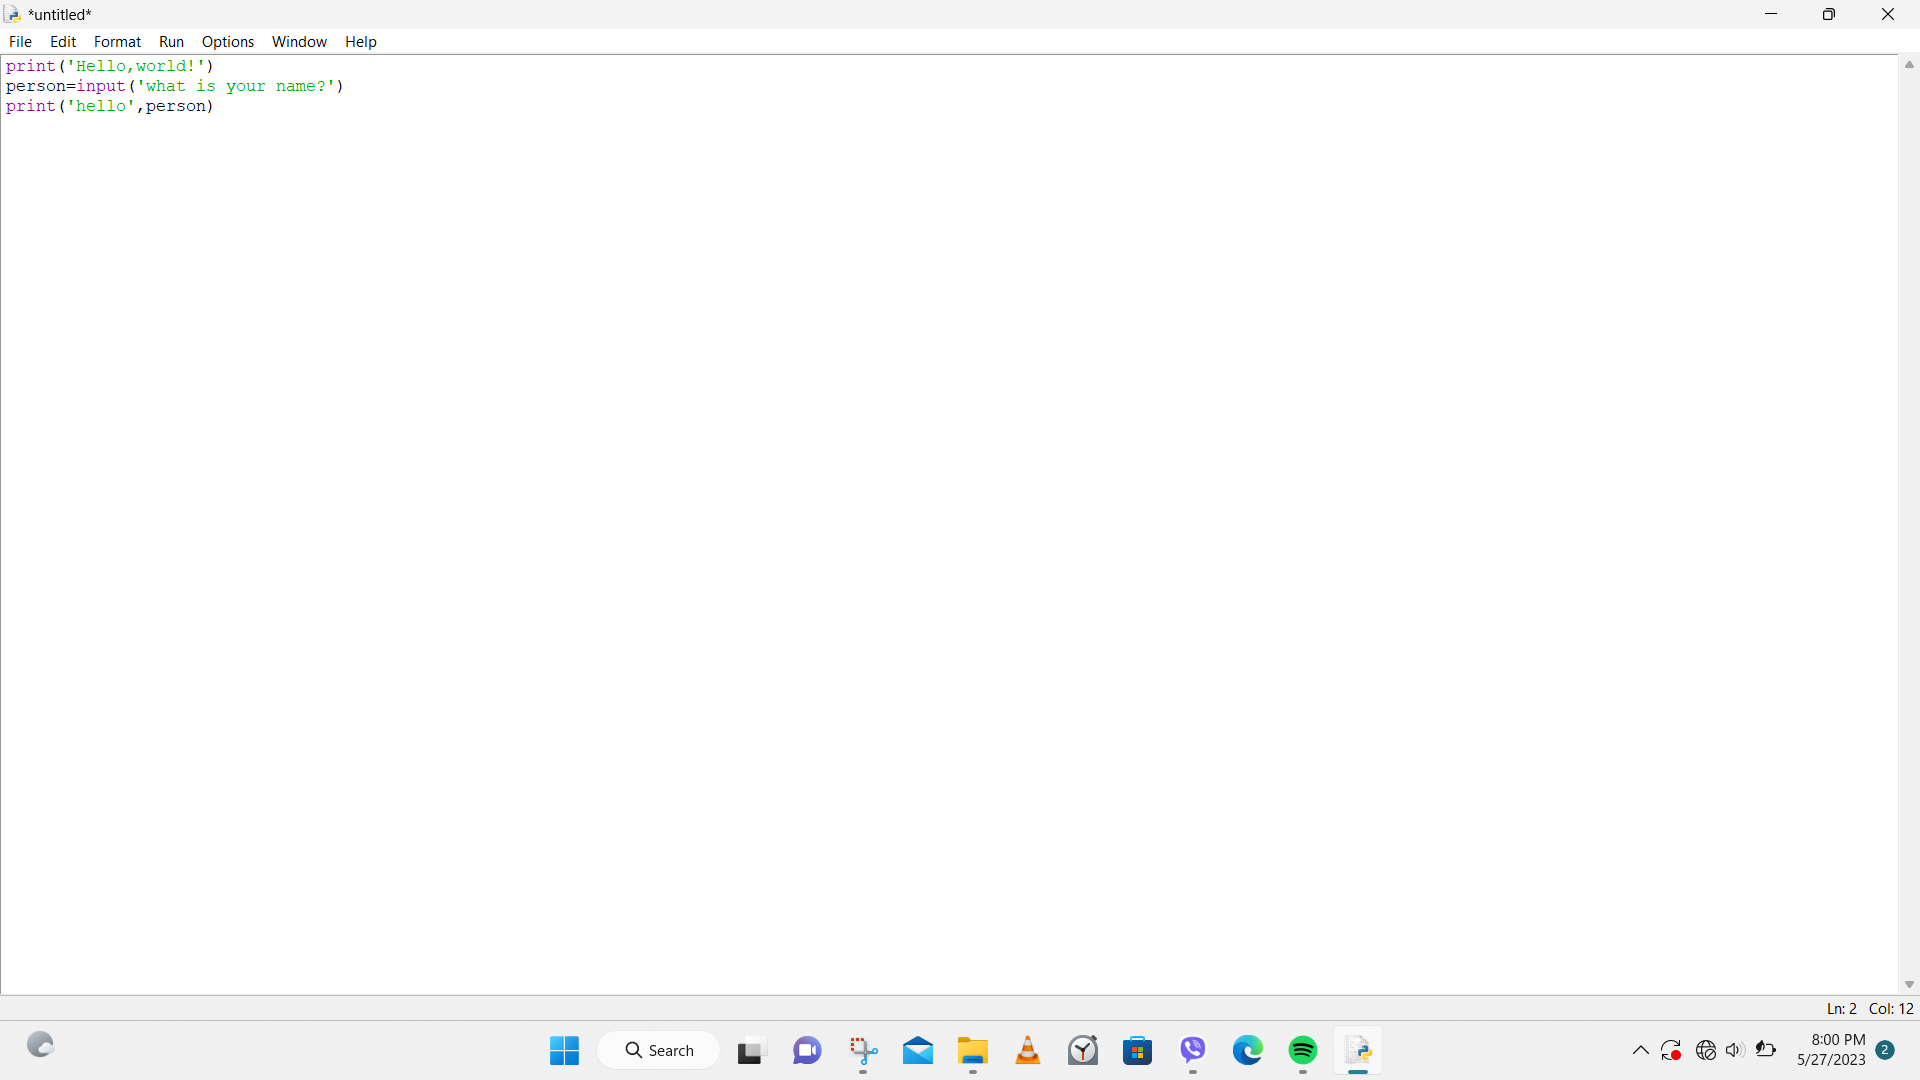 *untitled*
File Edit Format Run Options Window Help
print('Hello,world!')
person=input('what is your name?')
print('hello',person)
Ln: 2 Col: 12
Search
8:00 PM
5/27/2023
2